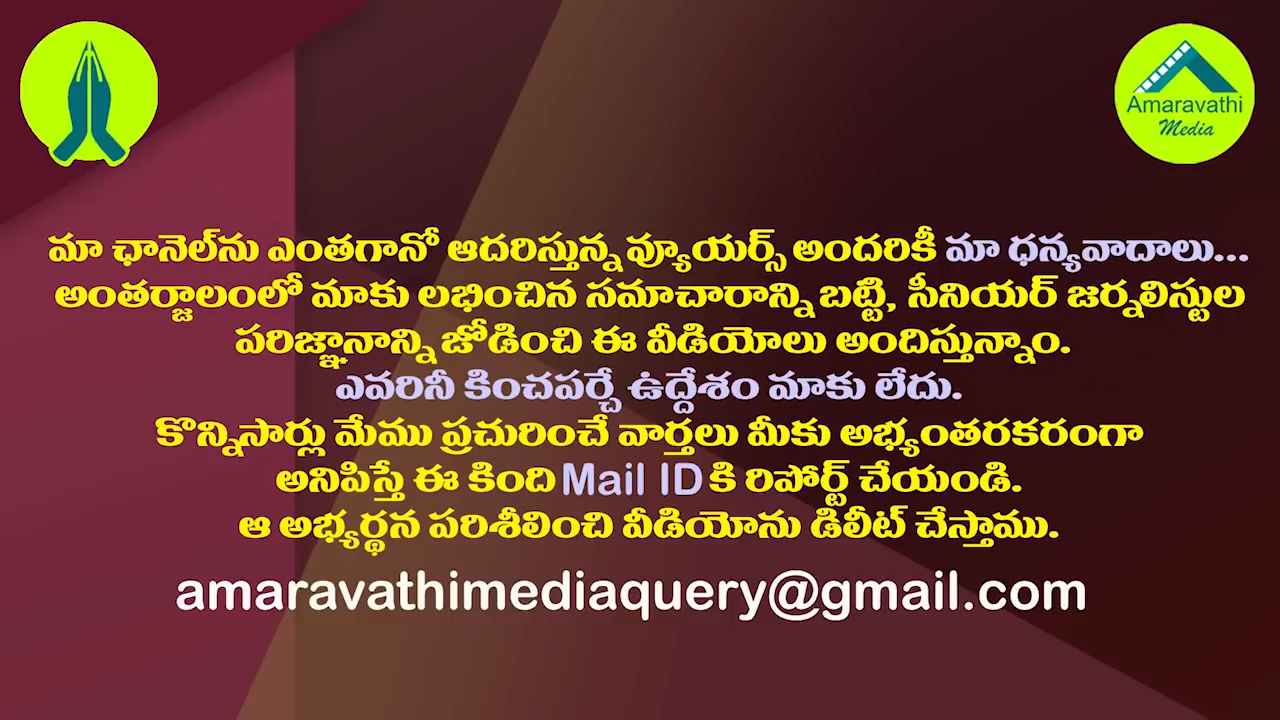 Amaravathi
Media
మా ఛానెల్‌ను ఎంతగానో ఆదరిస్తున్న వ్యూయర్స్ అందరికీ మా ధన్యవాదాలు...
అంతర్జాలంలో మాకు లభించిన సమాచారాన్ని బట్టి, సీనియర్ జర్నలిస్టుల
పరిజ్ఞానాన్ని జోడించి ఈ వీడియోలు అందిస్తున్నాం.
ఎవరినీ కించపర్చే ఉద్దేశం మాకు లేదు.
కొన్నిసార్లు మేము ప్రచురించే వార్తలు మీకు అభ్యంతరకరంగా
అనిపిస్తే ఈ కింది Mail ID కి రిపోర్ట్ చేయండి.
ఆ అభ్యర్థన పరిశీలించి వీడియోను డిలీట్ చేస్తాము.
amaravathimediaquery@gmail.com